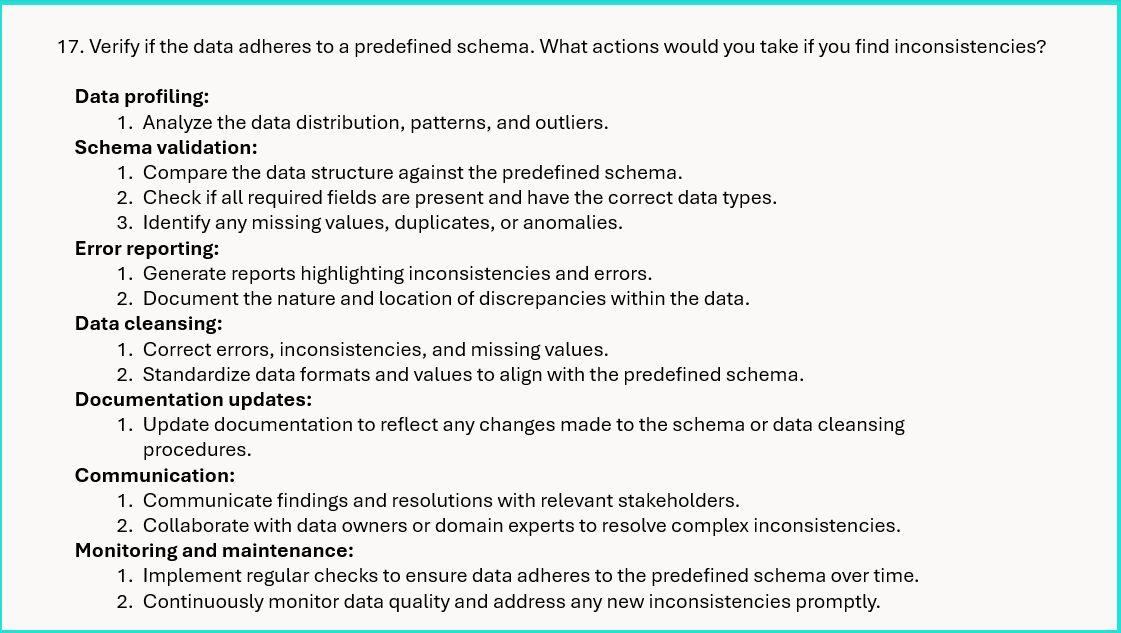 17. Verify if the data adheres to a predefined schema. What actions would you take if you find inconsistencies?
Data profiling:
1. Analyze the data distribution, patterns, and outliers.
Schema validation:
1. Compare the data structure against the predefined schema.
2. Check if all required fields are present and have the correct data types.
3. Identify any missing values, duplicates, or anomalies.
Error reporting:
1. Generate reports highlighting inconsistencies and errors.
2. Document the nature and location of discrepancies within the data.
Data cleansing:
1. Correct errors, inconsistencies, and missing values.
2. Standardize data formats and values to align with the predefined schema.
Documentation updates:
1. Update documentation to reflect any changes made to the schema or data cleansing
procedures.
Communication:
1. Communicate findings and resolutions with relevant stakeholders.
2. Collaborate with data owners or domain experts to resolve complex inconsistencies.
Monitoring and maintenance:
1. Implement regular checks to ensure data adheres to the predefined schema over time.
2. Continuously monitor data quality and address any new inconsistencies promptly.